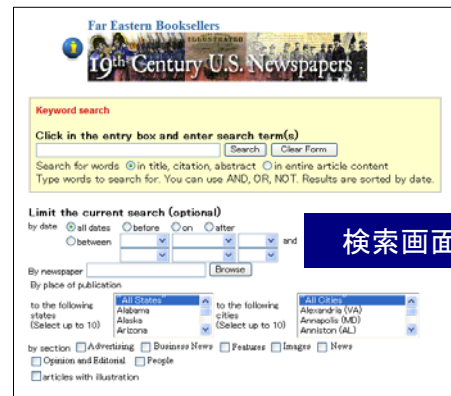 Far Eastern Booksellers
ILLUSTRATED
19th Century U.S. Newspapers
Keyword search
Click in the entry box and enter search term(s)
Search Clear Form
Search for words in title, citation, abstract in entire article content
Type words to search for. You can use AND, OR, NOT. Results are sorted by date.
Limit the current search (optional)
by date all dates before on after
between and
検索画面
By newspaper Browse
By place of publication
to the following states (Select up to 10)
"All States"
Alabama
Alaska
Arizona
to the following cities (Select up to 10)
"All Cities"
Alexandria (VA)
Annapolis (MD)
Anniston (AL)
by section Advertising Business News Features Images News
Opinion and Editorial People
articles with illustration